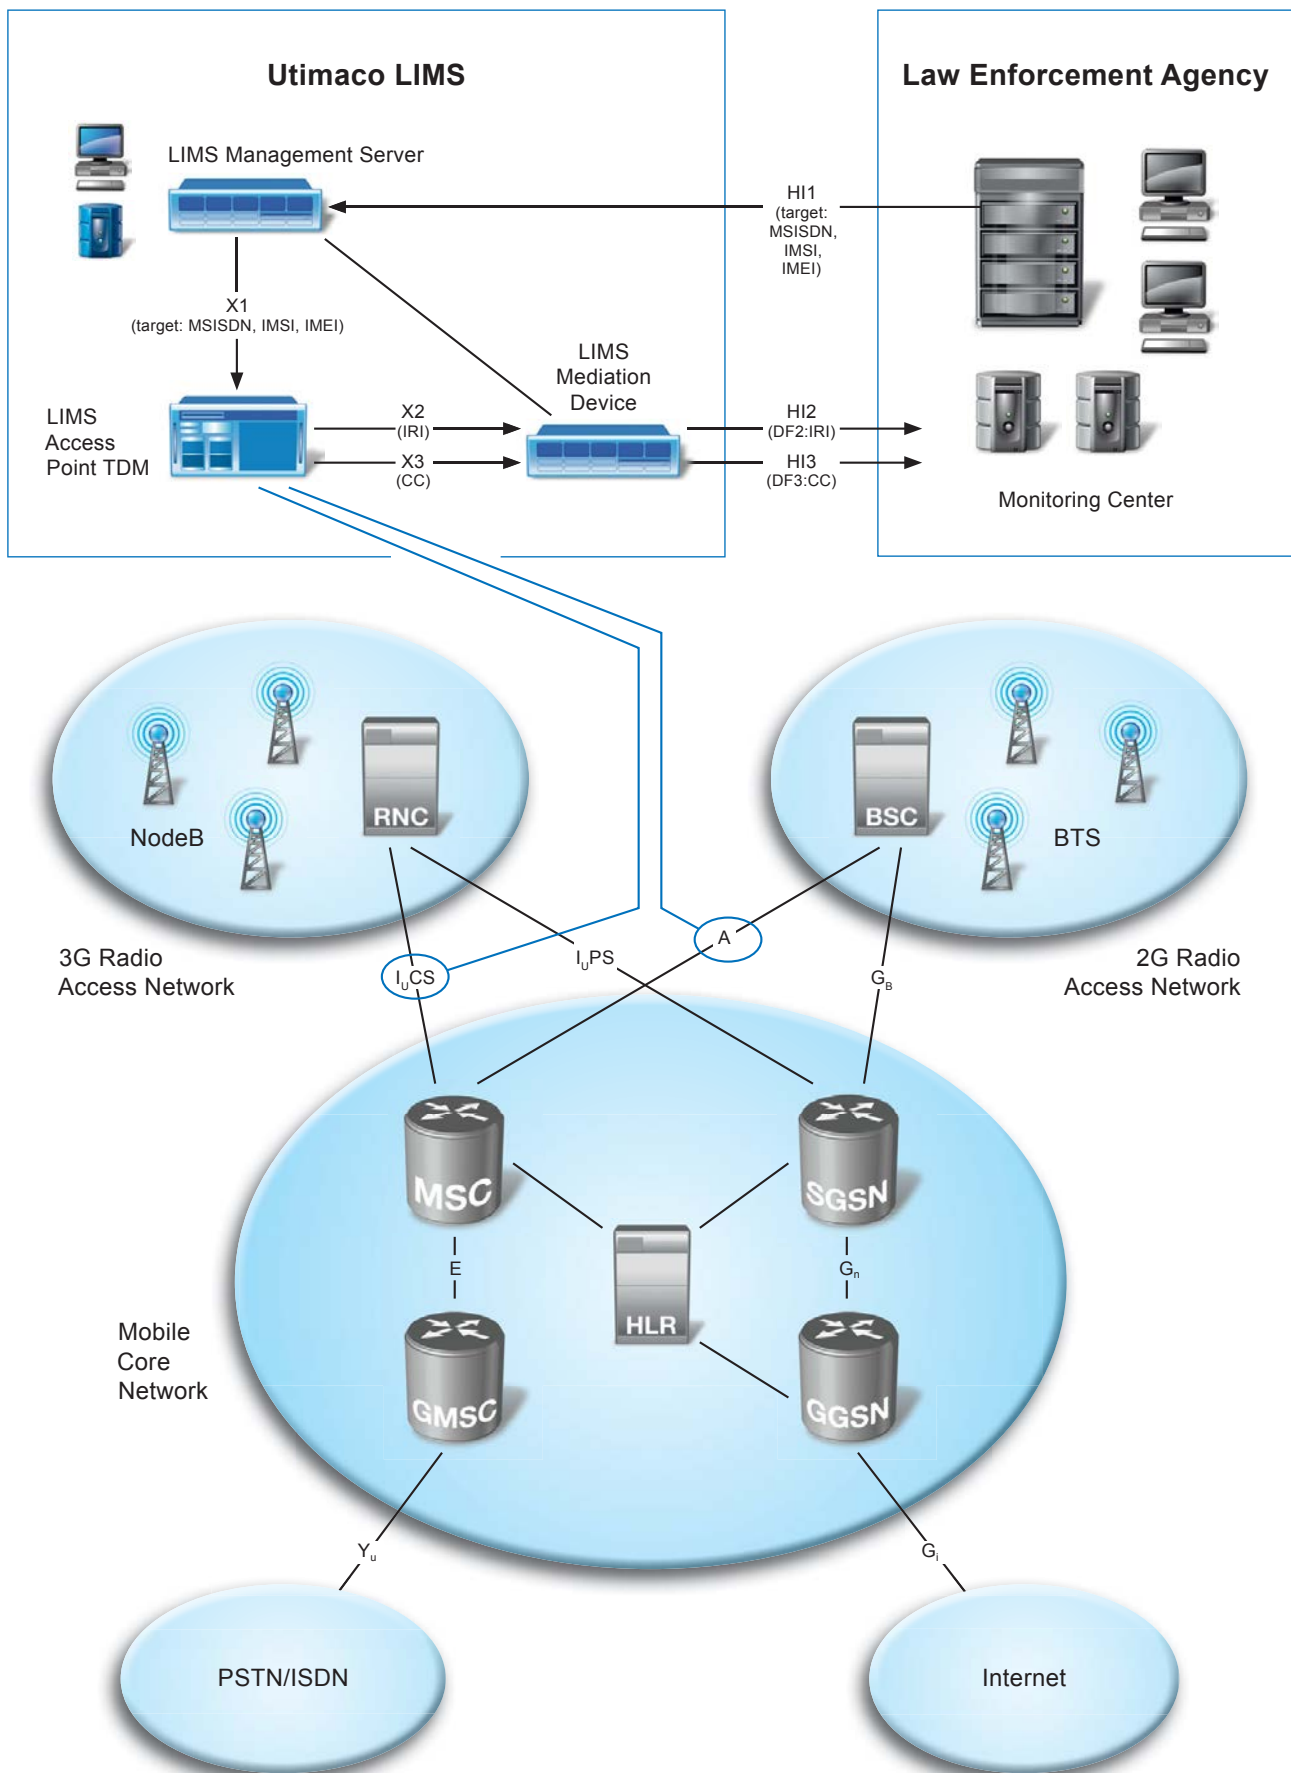 Utimaco LIMS
Law Enforcement Agency
LIMS Management Server
HI1
(target:
MSISDN,
IMSI,
IMEI)
X1
(target: MSISDN, IMSI, IMEI)
LIMS
Mediation
Device
LIMS
Access
Point TDM
X2
(IRI)
X3
(CC)
HI2
(DF2:IRI)
HI3
(DF3:CC)
Monitoring Center
NodeB
RNC
BSC
BTS
3G Radio
Access Network
2G Radio
Access Network
IUCS
IUPS
A
GB
MSC
SGSN
E
HLR
Gn
GMSC
GGSN
Mobile
Core
Network
Yu
Gi
PSTN/ISDN
Internet